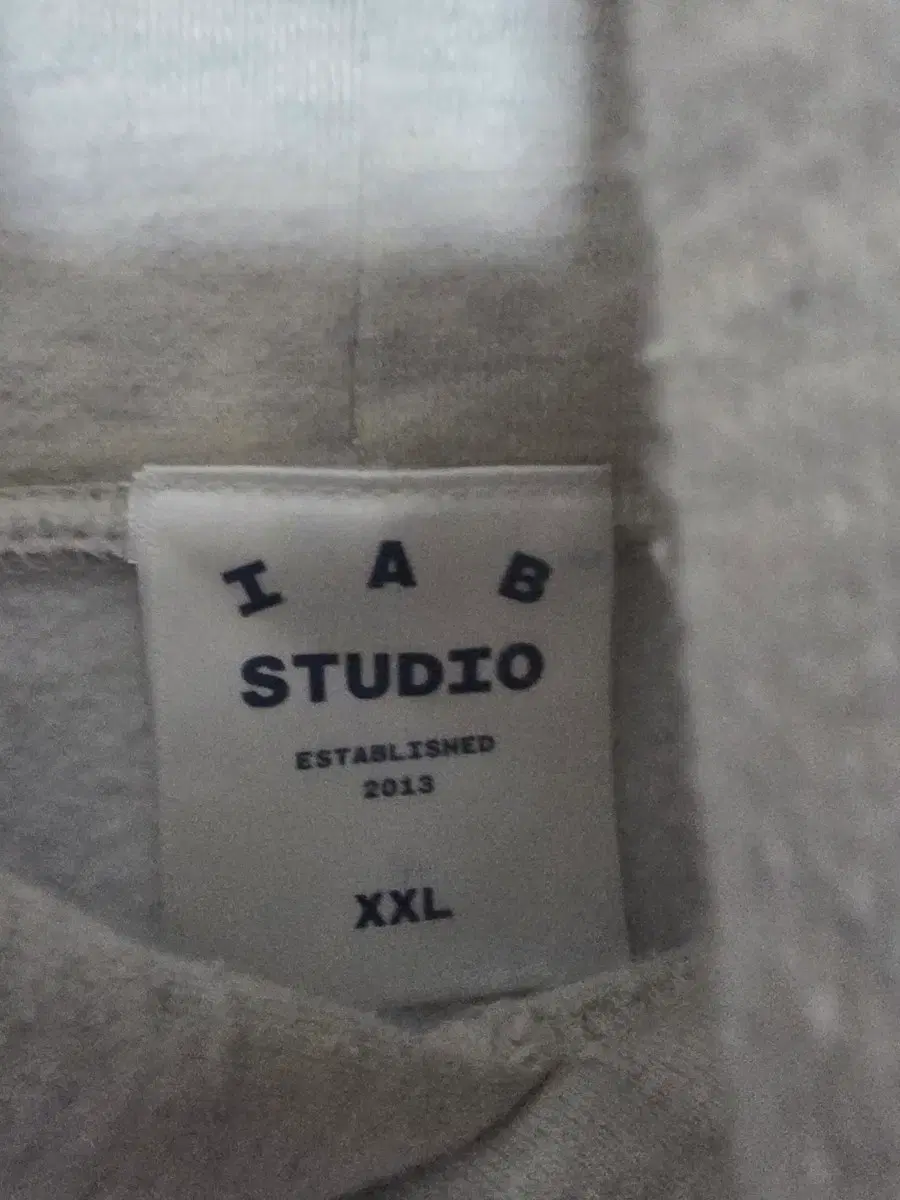 I A B
STUDIO
ESTABLISHED
2013
XXL